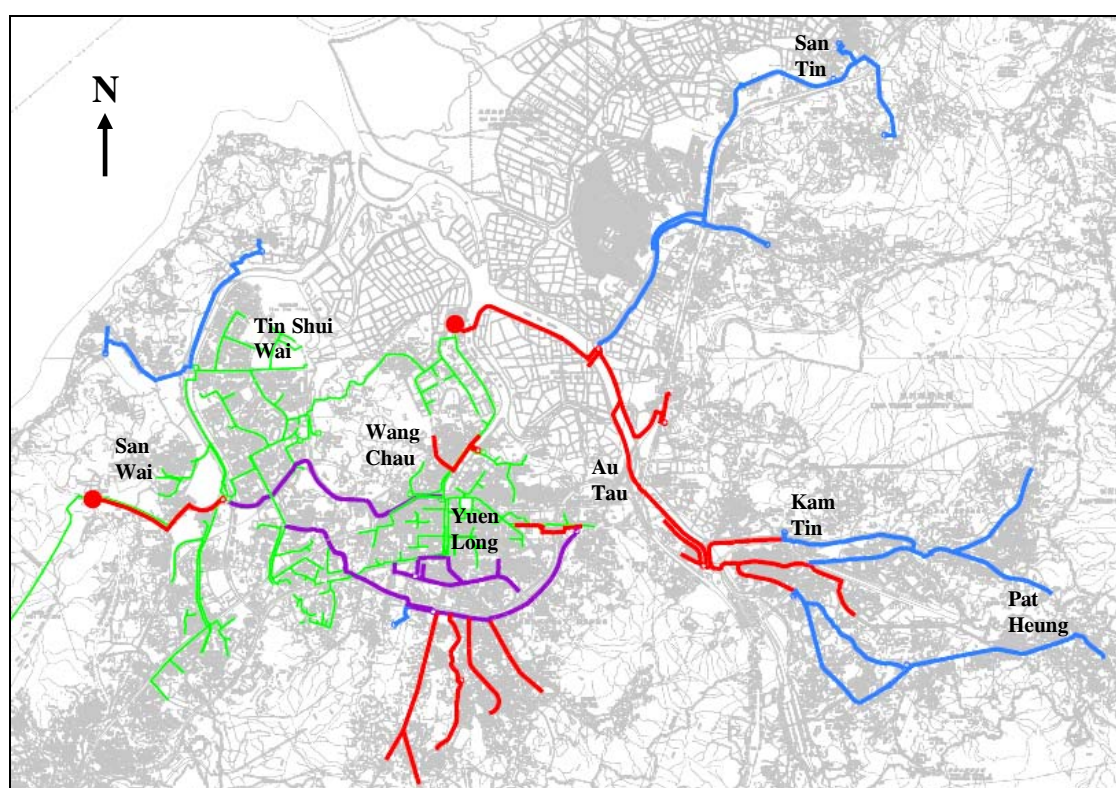 San
Tin
N
Tin Shui
Wai
Wang
Chau
San
Wai
Au
Tau
Yuen
Long
Kam
Tin
Pat
Heung